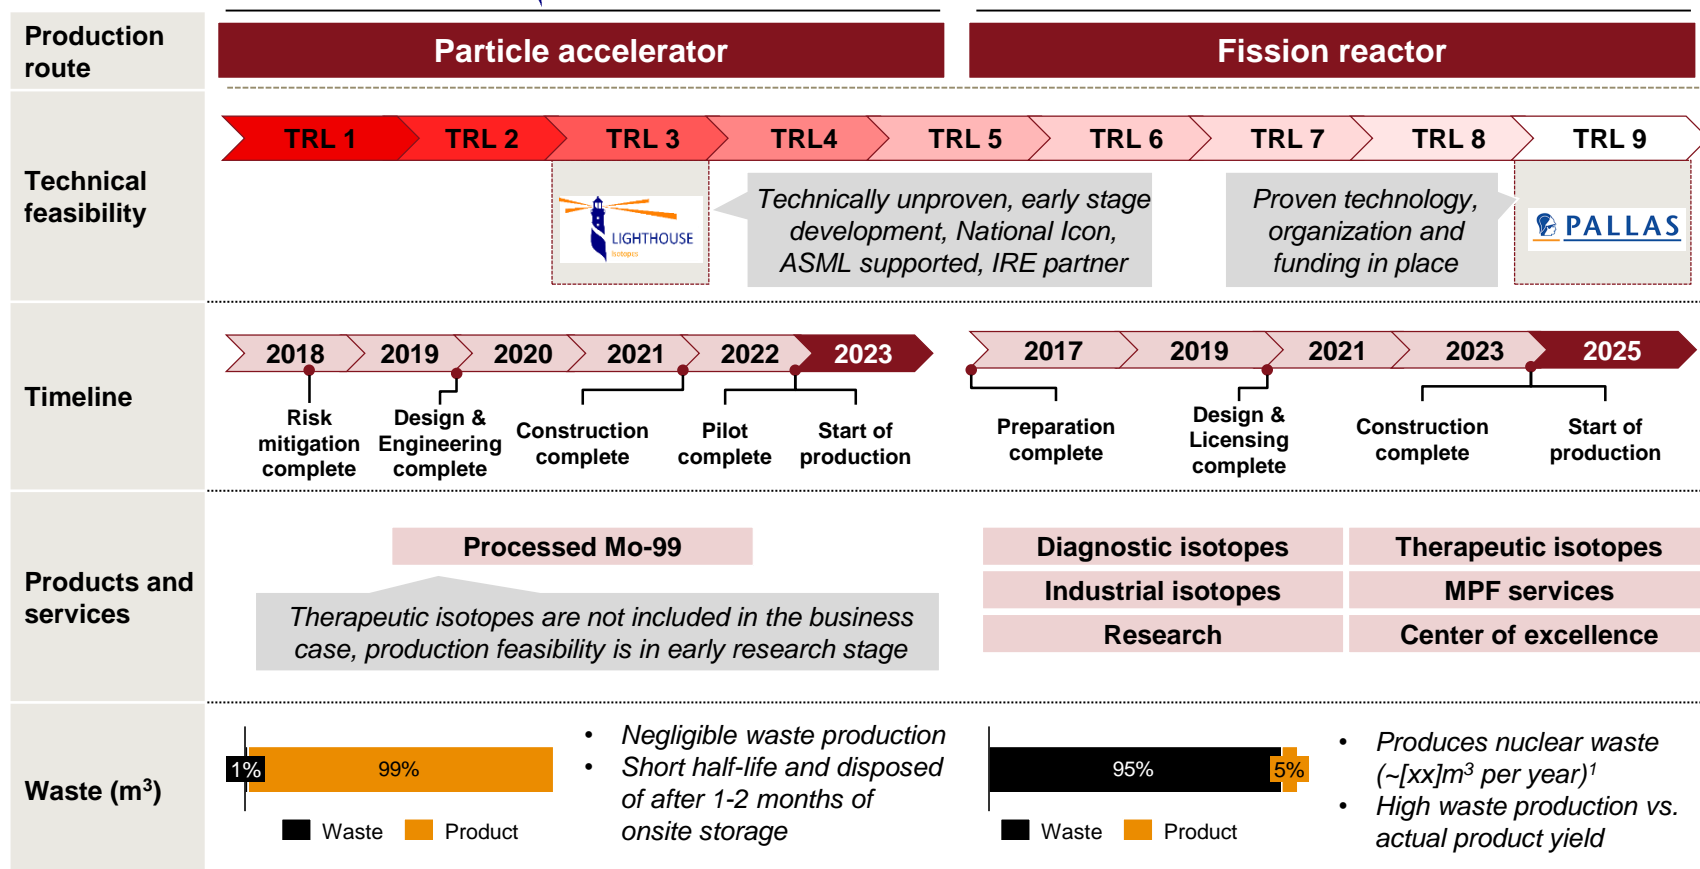 Production
route
Particle accelerator
Fission reactor
Technical
feasibility
TRL 1
TRL 2
TRL 3
TRL4
TRL 5
TRL 6
TRL 7
TRL 8
TRL 9
LIGHTHOUSE
isotopes
Technically unproven, early stage
development, National Icon,
ASML supported, IRE partner
Proven technology,
organization and
funding in place
PALLAS
Timeline
2018
2019
2020
2021
2022
2023
Risk
mitigation
complete
Design &
Engineering
complete
Construction
complete
Pilot
complete
Start of
production
2017
2019
2021
2023
2025
Preparation
complete
Design &
Licensing
complete
Construction
complete
Start of
production
Products and
services
Processed Mo-99
Therapeutic isotopes are not included in the business
case, production feasibility is in early research stage
Diagnostic isotopes
Therapeutic isotopes
Industrial isotopes
MPF services
Research
Center of excellence
Waste (m³)
1%
99%
Waste
Product
• Negligible waste production
• Short half-life and disposed
of after 1-2 months of
onsite storage
95%
5%
Waste
Product
• Produces nuclear waste
(~[xx]m³ per year)¹
• High waste production vs.
actual product yield